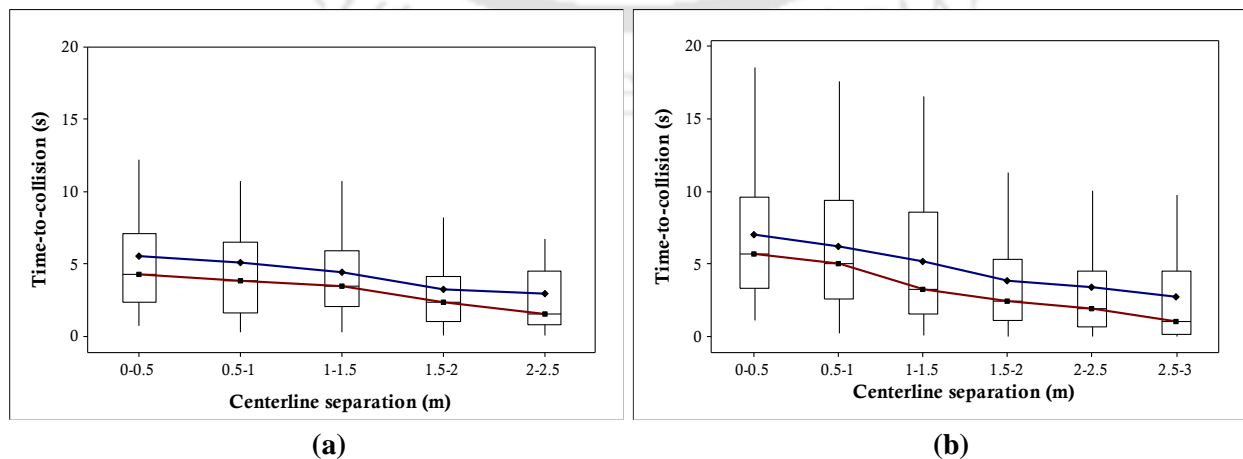 20
15
10
5
0
Time-to-collision (s)
0-0.5 0.5-1 1-1.5 1.5-2 2-2.5
Centerline separation (m)
(a)
20
15
10
5
0
Time-to-collision (s)
0-0.5 0.5-1 1-1.5 1.5-2 2-2.5 2.5-3
Centerline separation (m)
(b)